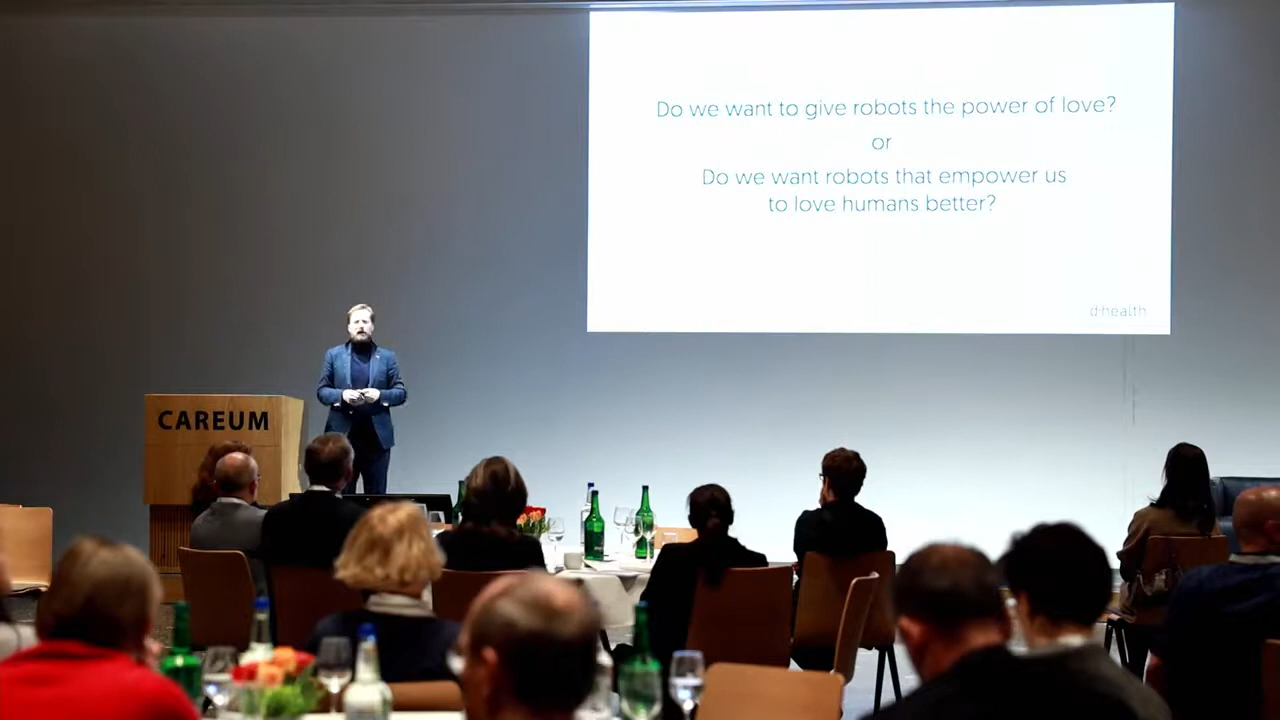 Do we want to give robots the power of love?
or
Do we want robots that empower us
to love humans better?
d·health
CAREUM